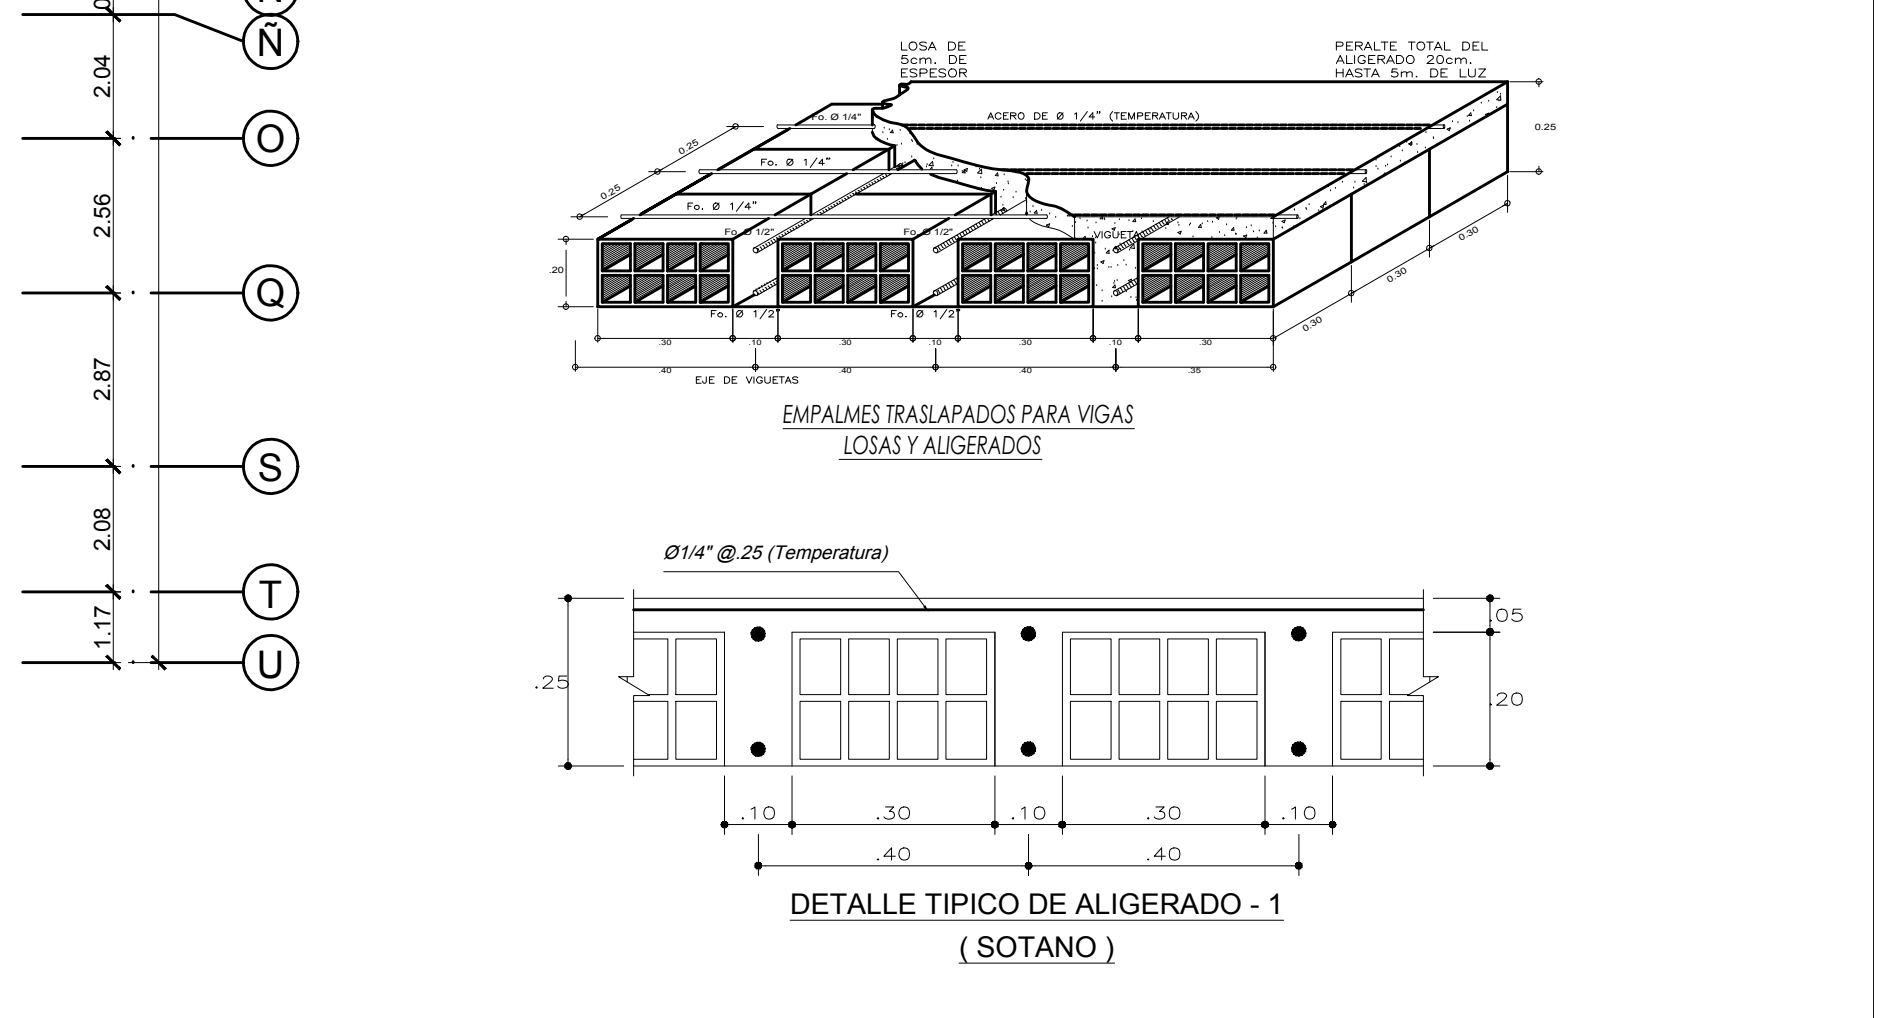 Ñ
2.04
O
2.56
Q
2.87
S
2.08
T
1.17
U
LOSA DE
5cm. DE
ESPESOR
PERALTE TOTAL DEL
ALIGERADO 20cm.
HASTA 5m. DE LUZ
ACERO DE Ø 1/4" (TEMPERATURA)
Fo. Ø 1/4"
Fo. Ø 1/4"
Fo. Ø 1/4"
0.25
0.25
0.25
Fo. Ø 1/2"
Fo. Ø 1/2"
VIGUETA
.20
Fo. Ø 1/2"
Fo. Ø 1/2"
0.30
0.30
0.30
.30 .10 .30 .10 .30 .10 .30
.40 .40 .40 .35
EJE DE VIGUETAS
EMPALMES TRASLAPADOS PARA VIGAS
LOSAS Y ALIGERADOS
Ø1/4" @.25 (Temperatura)
.05
.25
.20
.10 .30 .10 .30 .10
.40 .40
DETALLE TIPICO DE ALIGERADO - 1
( SOTANO )